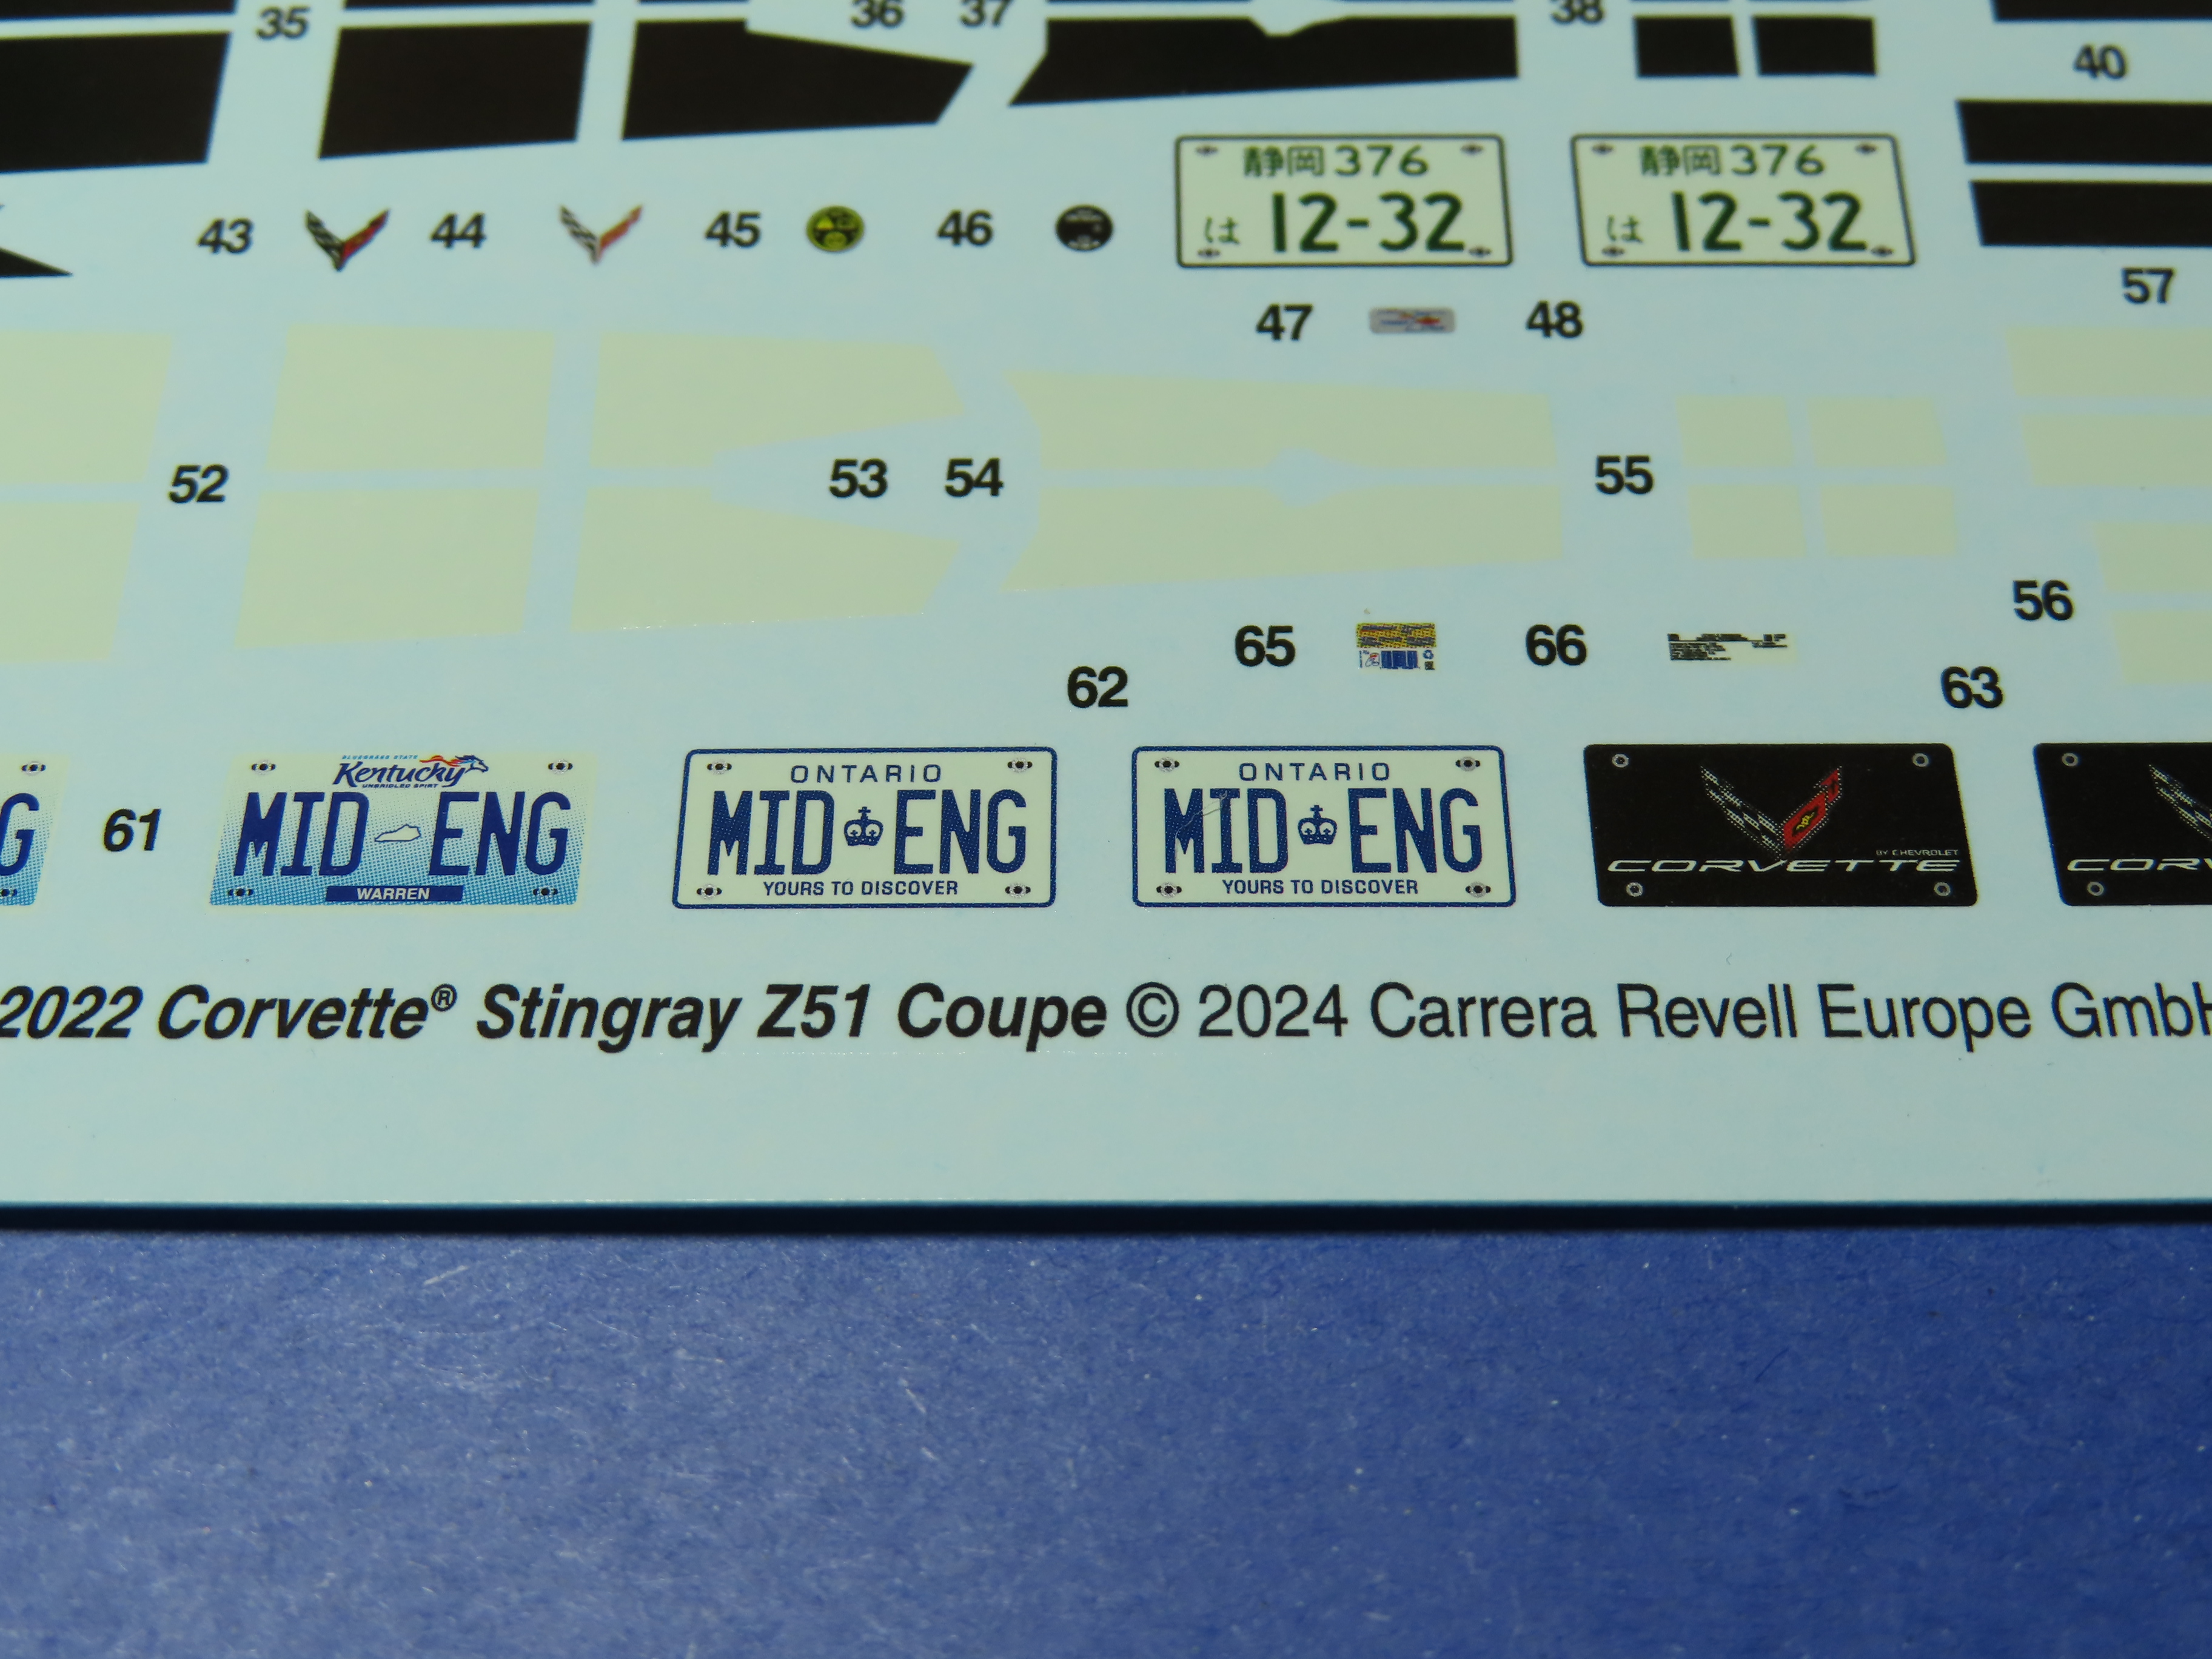 35
36
37
38
40
43
44
45
46
静岡376
は 12-32
静岡376
は 12-32
57
47
48
52
53
54
55
56
65
66
62
63
G
61
BLUEGRASS STATE
Kentucky
UNBRIDLED SPIRIT
MID ENG
WARREN
ONTARIO
MID ENG
YOURS TO DISCOVER
ONTARIO
MID ENG
YOURS TO DISCOVER
BY CHEVROLET
CORVETTE
CORV
2022 Corvette® Stingray Z51 Coupe © 2024 Carrera Revell Europe GmbH